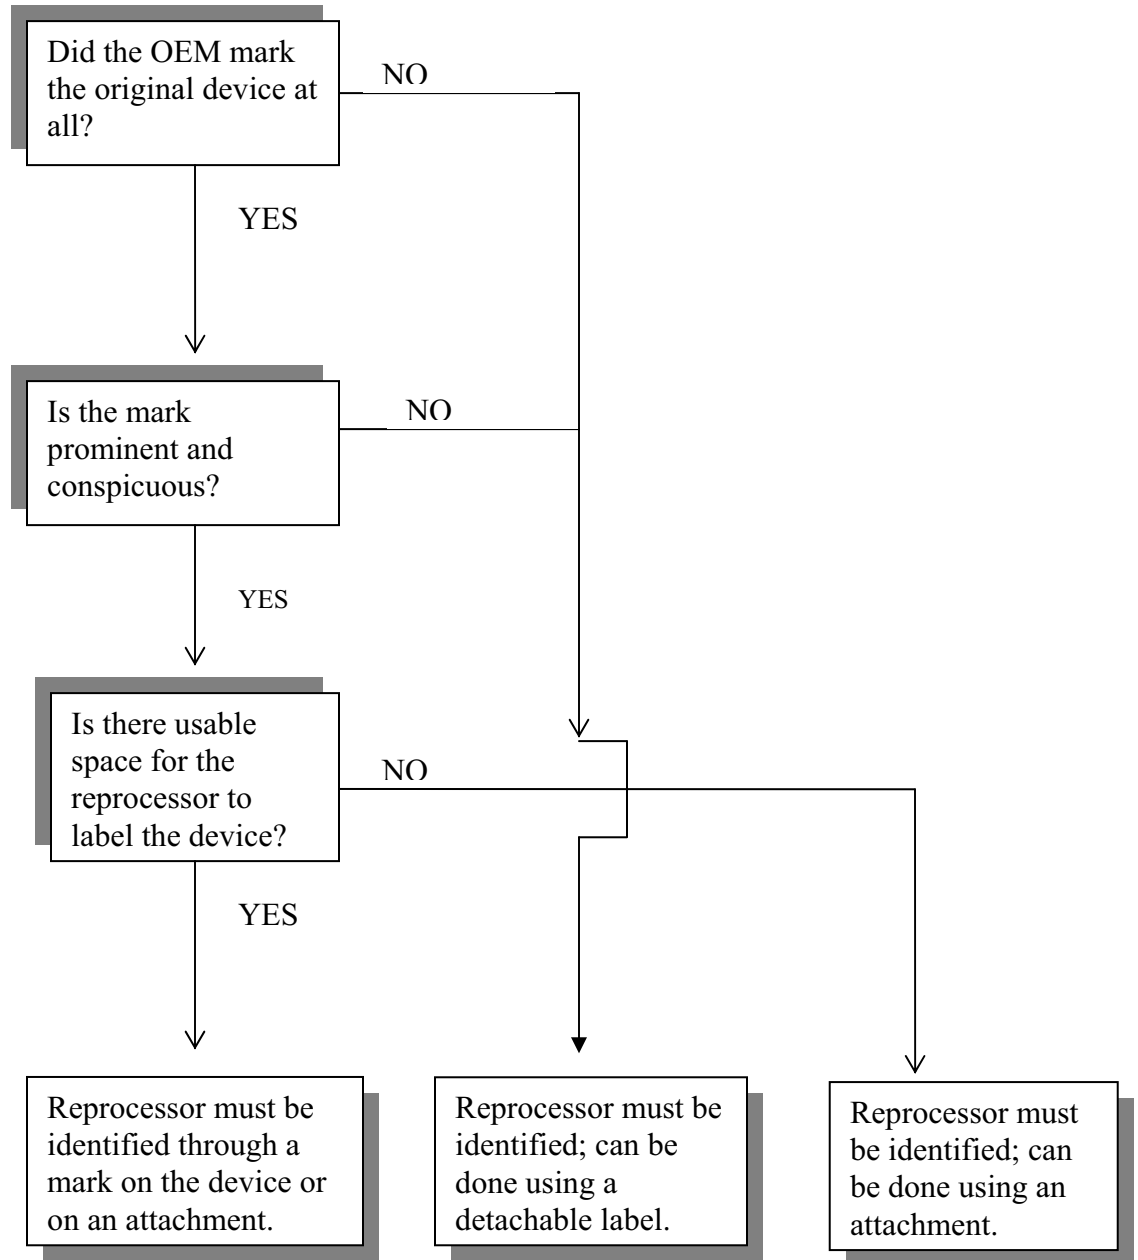 Did the OEM mark
the original device at
all?
NO
YES
Is the mark
prominent and
conspicuous?
NO
YES
Is there usable
space for the
reprocessor to
label the device?
NO
YES
Reprocessor must be
identified through a
mark on the device or
on an attachment.
Reprocessor must be
identified; can be
done using a
detachable label.
Reprocessor must
be identified; can
be done using an
attachment.